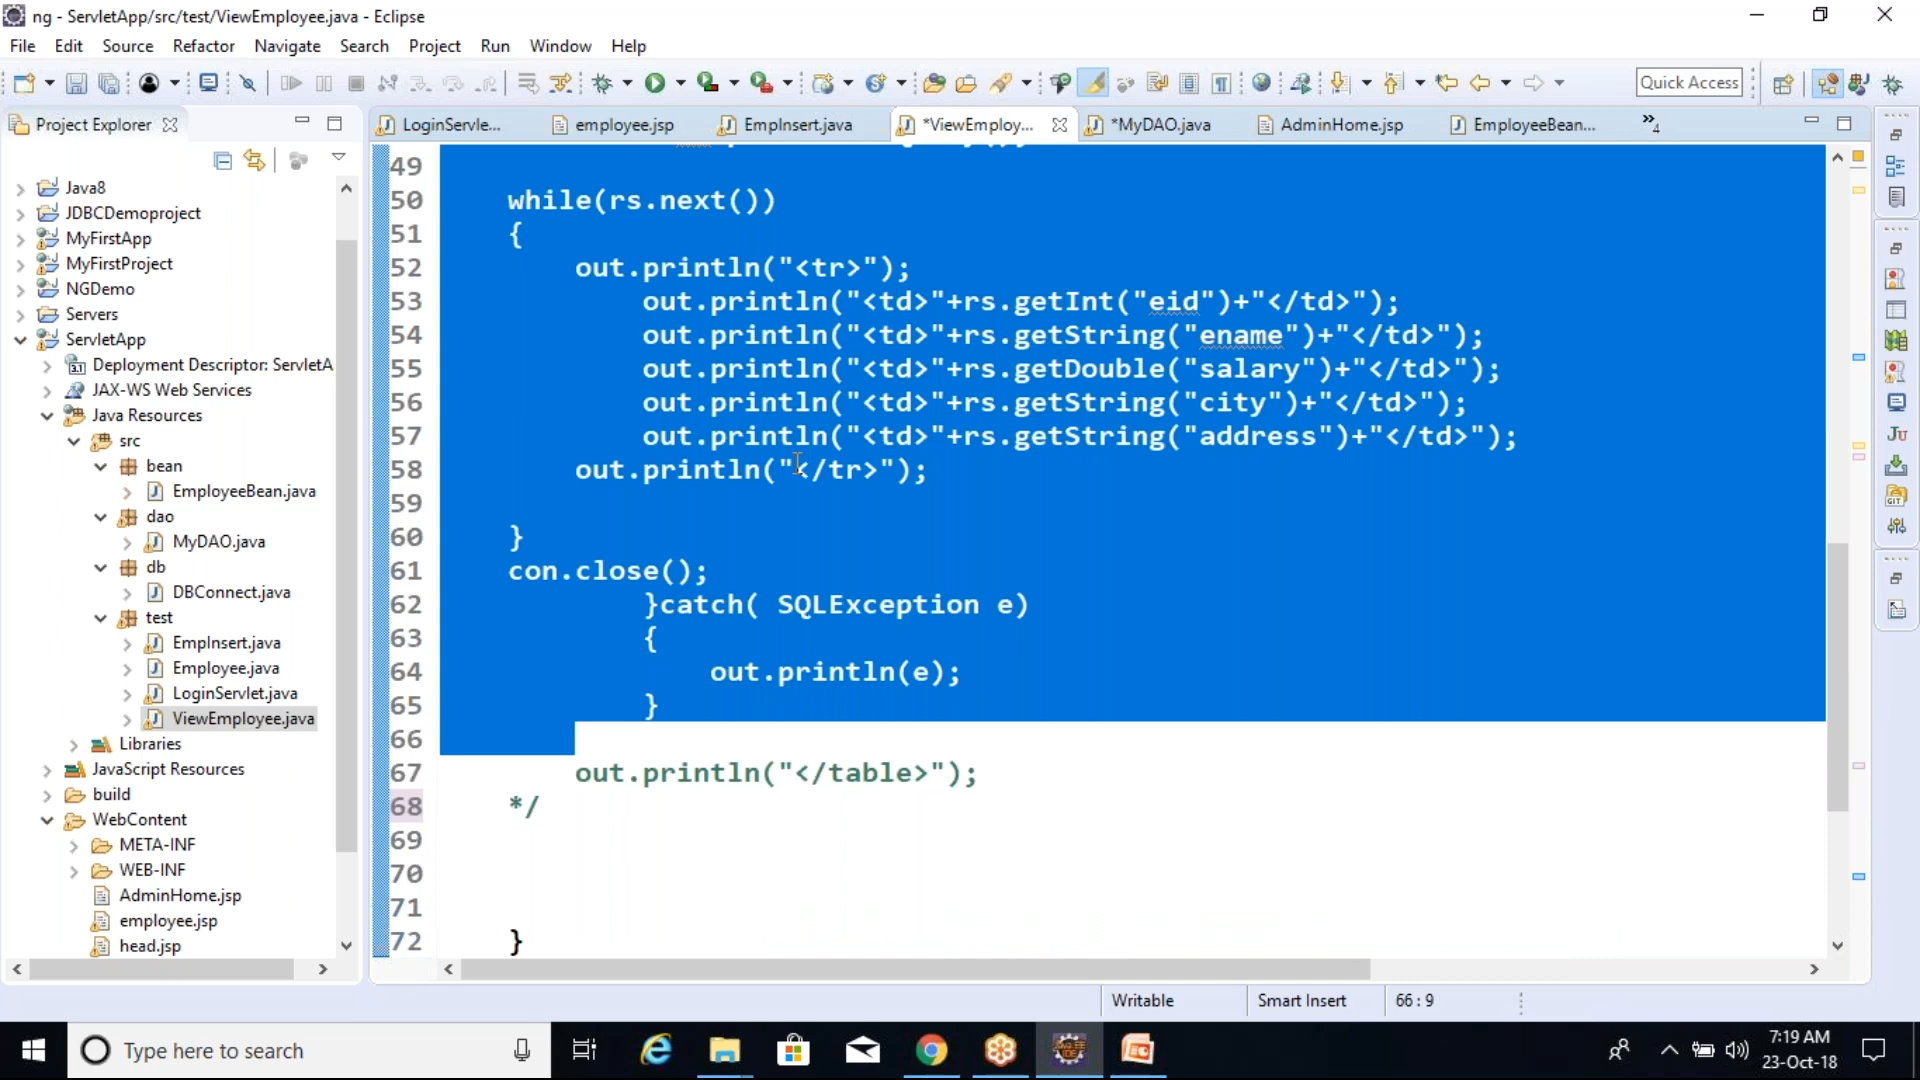 ng - ServletApp/src/test/ViewEmployee.java - Eclipse
File Edit Source Refactor Navigate Search Project Run Window Help
Quick Access
Project Explorer
LoginServle... employee.jsp EmpInsert.java *ViewEmploy... *MyDAO.java AdminHome.jsp EmployeeBean... »4
Java8
JDBCDemoproject
MyFirstApp
MyFirstProject
NGDemo
Servers
ServletApp
Deployment Descriptor: ServletA
JAX-WS Web Services
Java Resources
src
bean
EmployeeBean.java
dao
MyDAO.java
db
DBConnect.java
test
EmpInsert.java
Employee.java
LoginServlet.java
ViewEmployee.java
Libraries
JavaScript Resources
build
WebContent
META-INF
WEB-INF
AdminHome.jsp
employee.jsp
head.jsp
49
50 while(rs.next())
51 {
52 out.println("<tr>");
53 out.println("<td>"+rs.getInt("eid")+"</td>");
54 out.println("<td>"+rs.getString("ename")+"</td>");
55 out.println("<td>"+rs.getDouble("salary")+"</td>");
56 out.println("<td>"+rs.getString("city")+"</td>");
57 out.println("<td>"+rs.getString("address")+"</td>");
58 out.println("</tr>");
59
60 }
61 con.close();
62 }catch( SQLException e)
63 {
64 out.println(e);
65 }
66
67 out.println("</table>");
68 */
69
70
71
72 }
Writable Smart Insert 66 : 9
Type here to search
7:19 AM
23-Oct-18